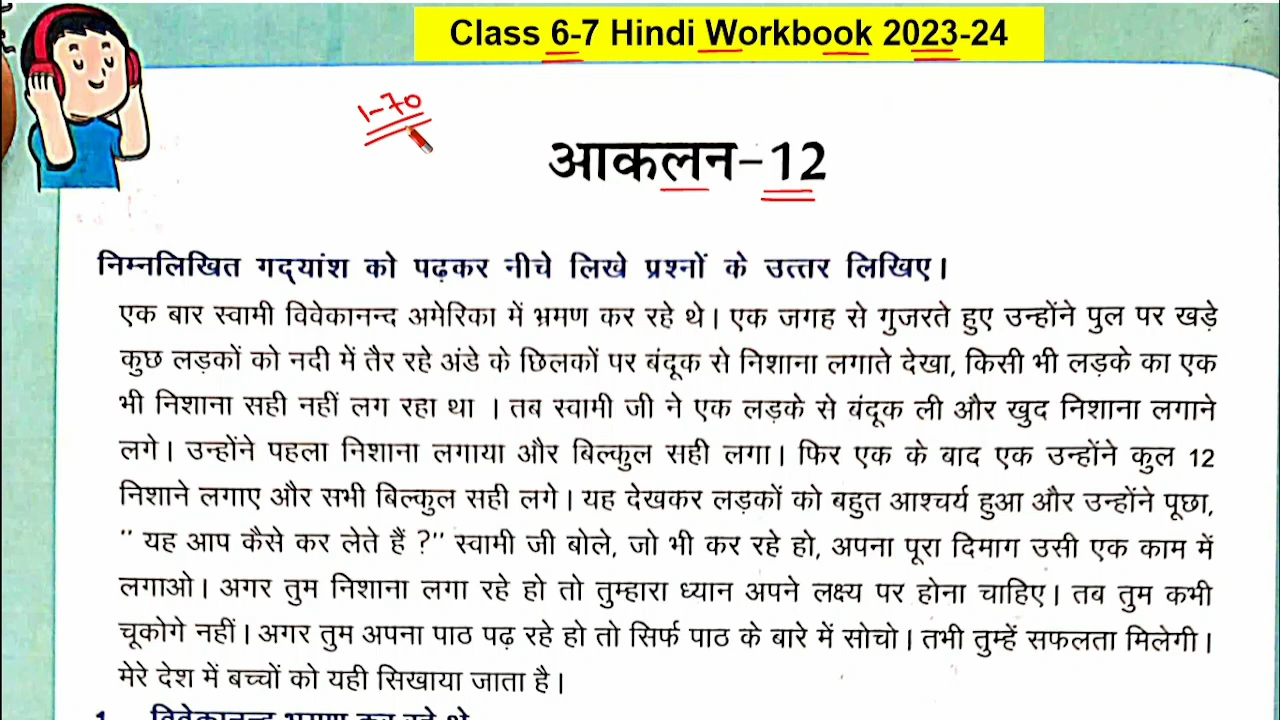 Class 6-7 Hindi Workbook 2023-24
1-70
आकलन-12
निम्नलिखित गद्यांश को पढ़कर नीचे लिखे प्रश्नों के उत्तर लिखिए।
एक बार स्वामी विवेकानन्द अमेरिका में भ्रमण कर रहे थे। एक जगह से गुजरते हुए उन्होंने पुल पर खड़े
कुछ लड़कों को नदी में तैर रहे अंडे के छिलकों पर बंदूक से निशाना लगाते देखा, किसी भी लड़के का एक
भी निशाना सही नहीं लग रहा था । तब स्वामी जी ने एक लड़के से बंदूक ली और खुद निशाना लगाने
लगे। उन्होंने पहला निशाना लगाया और बिल्कुल सही लगा। फिर एक के बाद एक उन्होंने कुल 12
निशाने लगाए और सभी बिल्कुल सही लगे। यह देखकर लड़कों को बहुत आश्चर्य हुआ और उन्होंने पूछा,
" यह आप कैसे कर लेते हैं ?" स्वामी जी बोले, जो भी कर रहे हो, अपना पूरा दिमाग उसी एक काम में
लगाओ। अगर तुम निशाना लगा रहे हो तो तुम्हारा ध्यान अपने लक्ष्य पर होना चाहिए। तब तुम कभी
चूकोगे नहीं। अगर तुम अपना पाठ पढ़ रहे हो तो सिर्फ पाठ के बारे में सोचो। तभी तुम्हें सफलता मिलेगी।
मेरे देश में बच्चों को यही सिखाया जाता है।
1. विवेकानन्द भ्रमण कर रहे थे